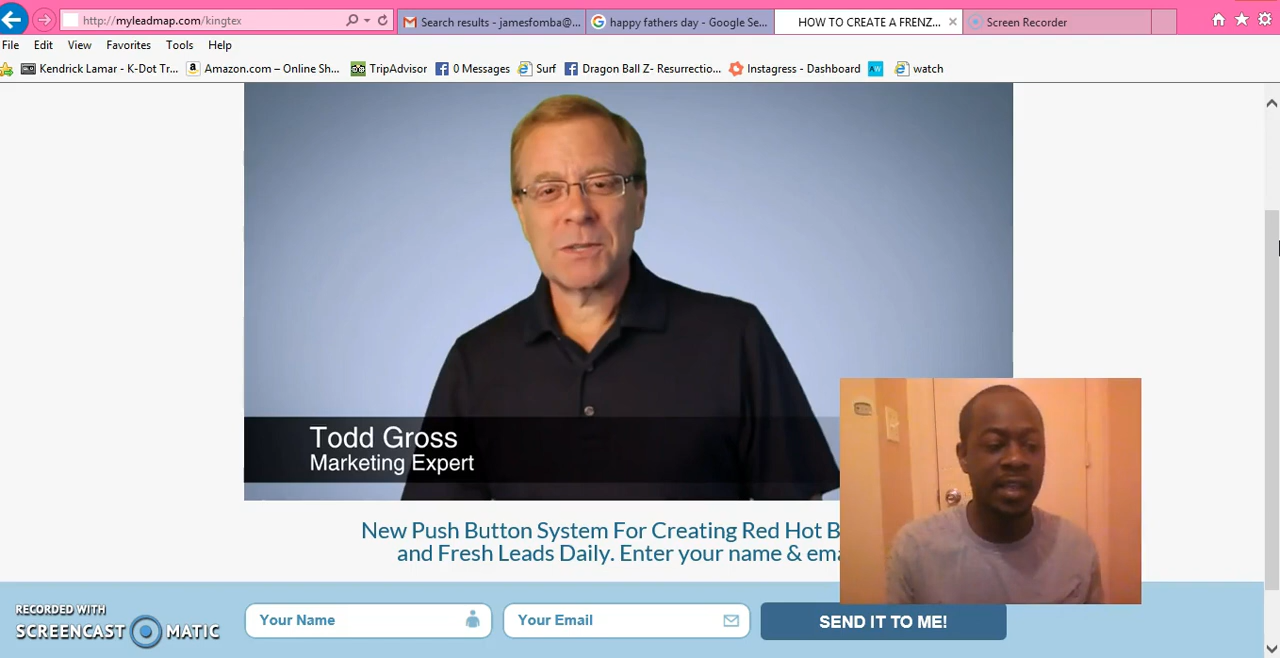 http://myleadmap.com/kingtex
Search results - jamesfomba@...
happy fathers day - Google Se...
HOW TO CREATE A FRENZ...
Screen Recorder
File Edit View Favorites Tools Help
Kendrick Lamar - K-Dot Tr...
Amazon.com – Online Sh...
TripAdvisor
0 Messages
Surf
Dragon Ball Z- Resurrectio...
Instagress - Dashboard
AW
watch
Todd Gross
Marketing Expert
New Push Button System For Creating Red Hot B
and Fresh Leads Daily. Enter your name & ema
RECORDED WITH
SCREENCAST MATIC
Your Name
Your Email
SEND IT TO ME!